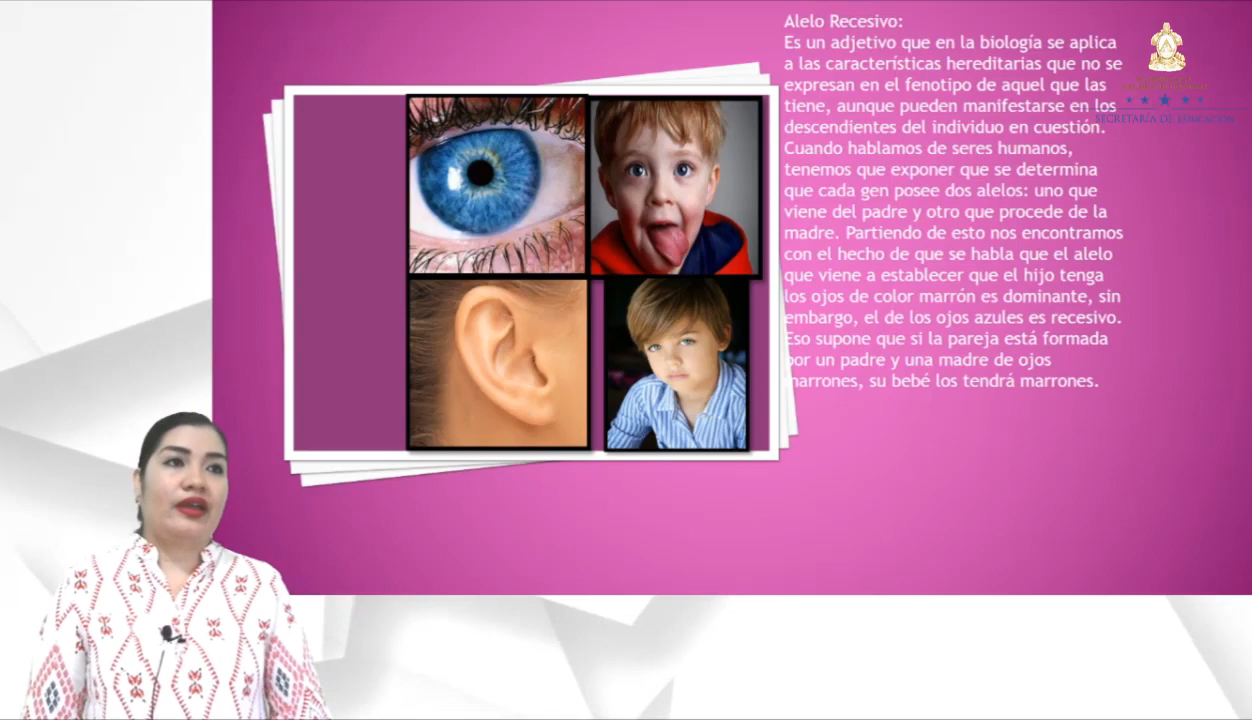 Alelo Recesivo:
Es un adjetivo que en la biología se aplica
a las características hereditarias que no se
expresan en el fenotipo de aquel que las
tiene, aunque pueden manifestarse en los
descendientes del individuo en cuestión.
Cuando hablamos de seres humanos,
tenemos que exponer que se determina
que cada gen posee dos alelos: uno que
viene del padre y otro que procede de la
madre. Partiendo de esto nos encontramos
con el hecho de que se habla que el alelo
que viene a establecer que el hijo tenga
los ojos de color marrón es dominante, sin
embargo, el de los ojos azules es recesivo.
Eso supone que si la pareja está formada
por un padre y una madre de ojos
marrones, su bebé los tendrá marrones.
SECRETARÍA DE EDUCACIÓN